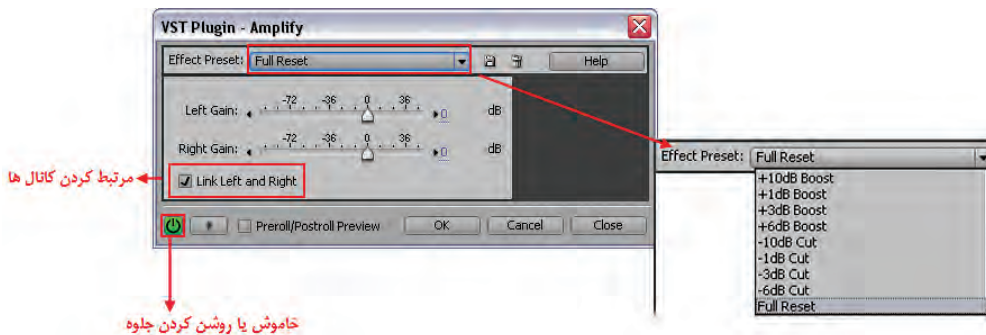 VST Plugin - Amplify
Effect Preset: Full Reset
Help
-72 -36 0 36
Left Gain: 0 dB
-72 -36 0 36
Right Gain: 0 dB
Link Left and Right
مرتبط کردن کانال ها
Preroll/Postroll Preview OK Cancel Close
خاموش یا روشن کردن جلوه
Effect Preset: Full Reset
+10dB Boost
+1dB Boost
+3dB Boost
+6dB Boost
-10dB Cut
-1dB Cut
-3dB Cut
-6dB Cut
Full Reset